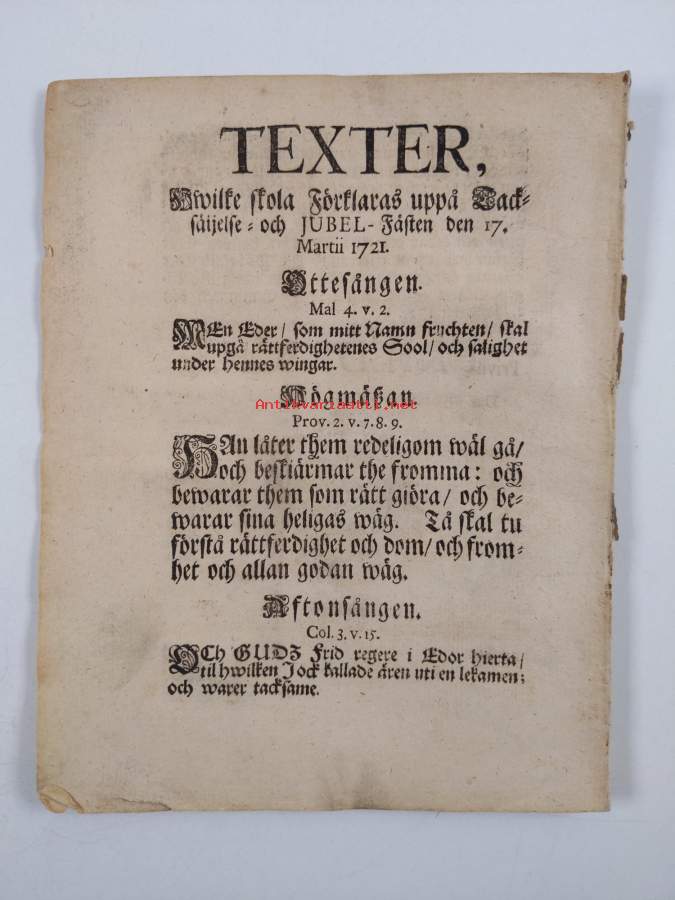 TEXTER,
Hwilke skola Förklaras uppå Tack=
säijelse= och JUBEL-Fästen den 17.
Martii 1721.
Ottesången.
Mal 4. v. 2.
MEn Eder/ som mitt Namn fruchten/ skal
upgå rättferdighetenes Sool/ och salighet
under hennes wingar.
Högmäßan.
Antikvariaatti.net
Prov. 2. v. 7. 8. 9.
HAn låter them redeligom wäl gå/
och beskiärmar the fromma: och
bewarar them som rätt giöra/ och be=
warar sina heligas wäg. Tå skal tu
förstå rättferdighet och dom/ och from=
het och allan godan wäg.
Aftonsången.
Col. 3. v. 15.
OCh GUDZ Frid regere i Edor hierta/
til hwilken J ock kallade ären uti en lekamen;
och warer tacksame.